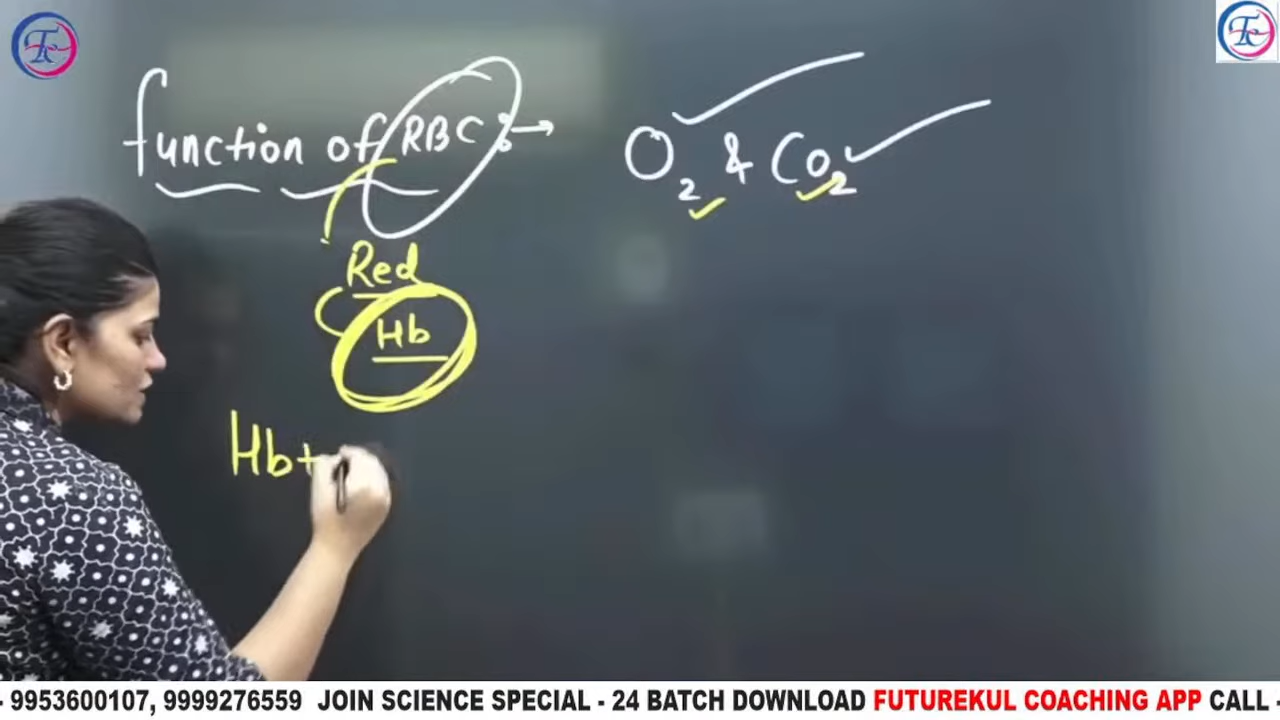 function of RBCs → O2 & CO2
Red
Hb
Hb+
- 9953600107, 9999276559 JOIN SCIENCE SPECIAL - 24 BATCH DOWNLOAD FUTUREKUL COACHING APP CALL -